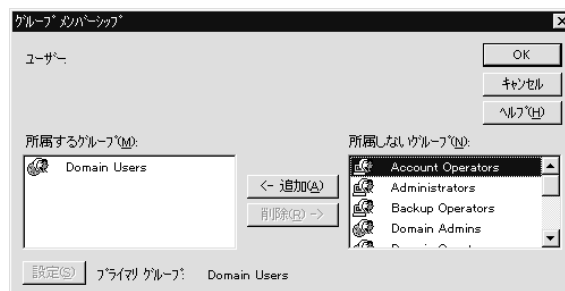 ｸﾞﾙｰﾌﾟ ﾒﾝﾊﾞｰｼｯﾌﾟ
ﾕｰｻﾞｰ:
OK
ｷｬﾝｾﾙ
ﾍﾙﾌﾟ(H)
所属するｸﾞﾙｰﾌﾟ(M):
所属しないｸﾞﾙｰﾌﾟ(N):
Domain Users
Account Operators
Administrators
Backup Operators
Domain Admins
<- 追加(A)
削除(R) ->
設定(S)
ﾌﾟﾗｲﾏﾘ ｸﾞﾙｰﾌﾟ:
Domain Users